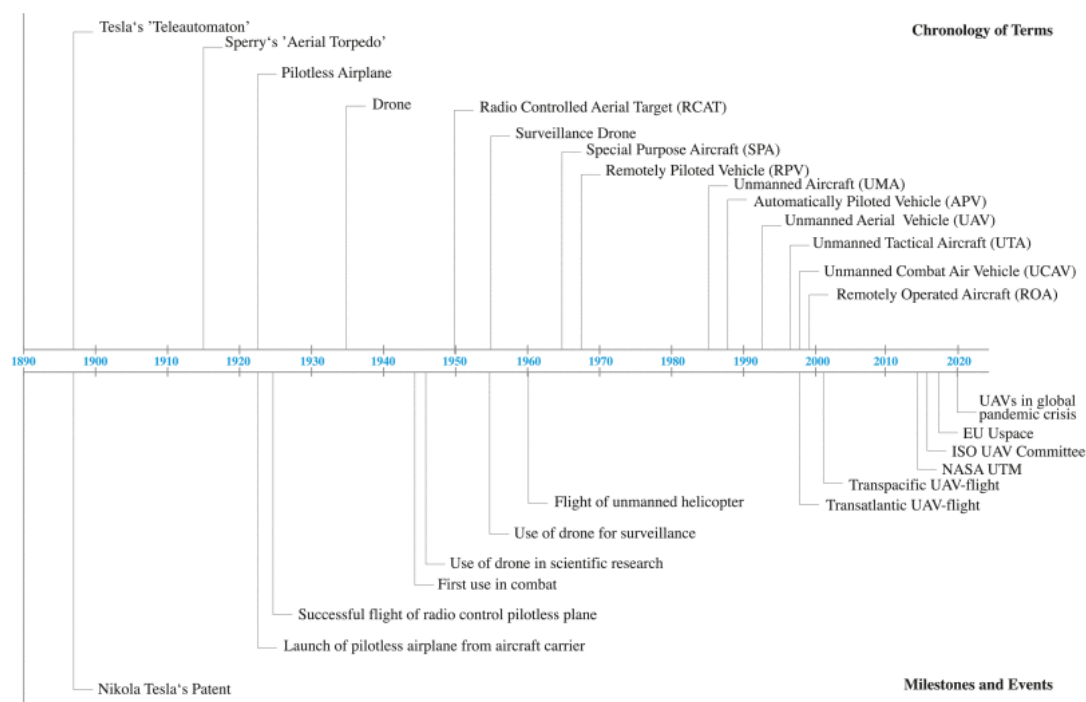 Tesla‘s ’Teleautomaton’
Chronology of Terms
Sperry‘s ’Aerial Torpedo’
Pilotless Airplane
Drone
Radio Controlled Aerial Target (RCAT)
Surveillance Drone
Special Purpose Aircraft (SPA)
Remotely Piloted Vehicle (RPV)
Unmanned Aircraft (UMA)
Automatically Piloted Vehicle (APV)
Unmanned Aerial Vehicle (UAV)
Unmanned Tactical Aircraft (UTA)
Unmanned Combat Air Vehicle (UCAV)
Remotely Operated Aircraft (ROA)
1890 1900 1910 1920 1930 1940 1950 1960 1970 1980 1990 2000 2010 2020
UAVs in global
pandemic crisis
EU Uspace
ISO UAV Committee
NASA UTM
Transpacific UAV-flight
Flight of unmanned helicopter
Transatlantic UAV-flight
Use of drone for surveillance
Use of drone in scientific research
First use in combat
Successful flight of radio control pilotless plane
Launch of pilotless airplane from aircraft carrier
Nikola Tesla‘s Patent
Milestones and Events